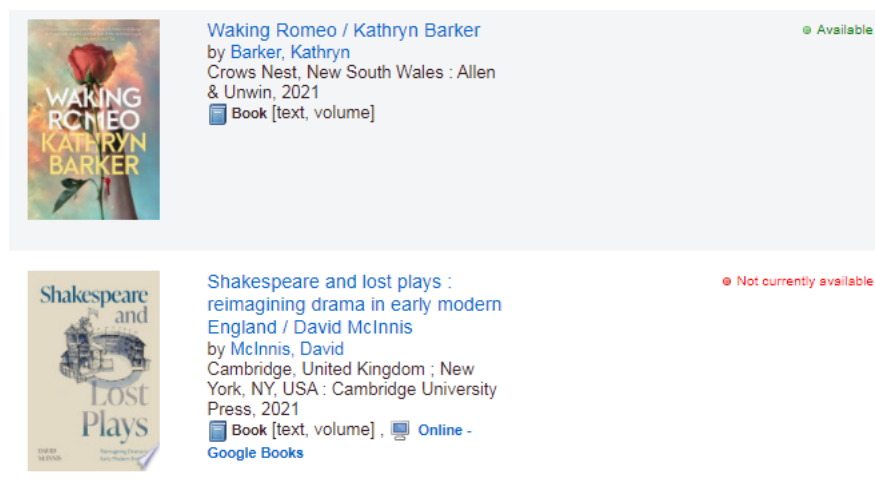 WAKING
ROMEO
KATHRYN
BARKER
Waking Romeo / Kathryn Barker
by Barker, Kathryn
Crows Nest, New South Wales : Allen
& Unwin, 2021
Book [text, volume]
Available
Shakespeare
and
Lost
Plays
DAVID
McINNIS
Shakespeare and lost plays :
reimagining drama in early modern
England / David McInnis
by McInnis, David
Cambridge, United Kingdom ; New
York, NY, USA : Cambridge University
Press, 2021
Book [text, volume] , Online -
Google Books
Not currently available